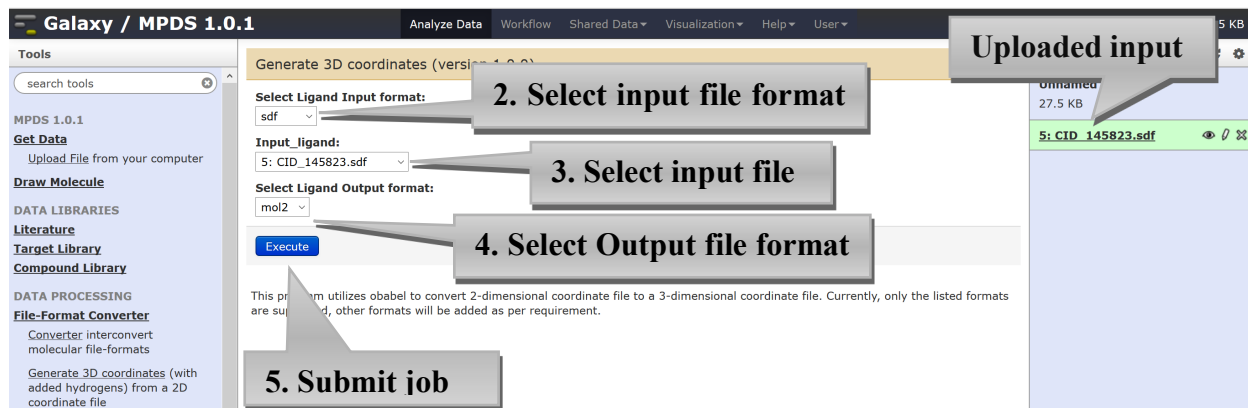 Galaxy / MPDS 1.0.1
Analyze Data Workflow Shared Data Visualization Help User
5 KB
Tools
search tools
MPDS 1.0.1
Get Data
Upload File from your computer
Draw Molecule
DATA LIBRARIES
Literature
Target Library
Compound Library
DATA PROCESSING
File-Format Converter
Converter interconvert
molecular file-formats
Generate 3D coordinates (with
added hydrogens) from a 2D
coordinate file
Generate 3D coordinates
Select Ligand Input format:
sdf
2. Select input file format
Input_ligand:
5: CID_145823.sdf
3. Select input file
Select Ligand Output format:
mol2
4. Select Output file format
Execute
This program utilizes obabel to convert 2-dimensional coordinate file to a 3-dimensional coordinate file. Currently, only the listed formats
are supported, other formats will be added as per requirement.
5. Submit job
Uploaded input
Unnamed
27.5 KB
5: CID_145823.sdf